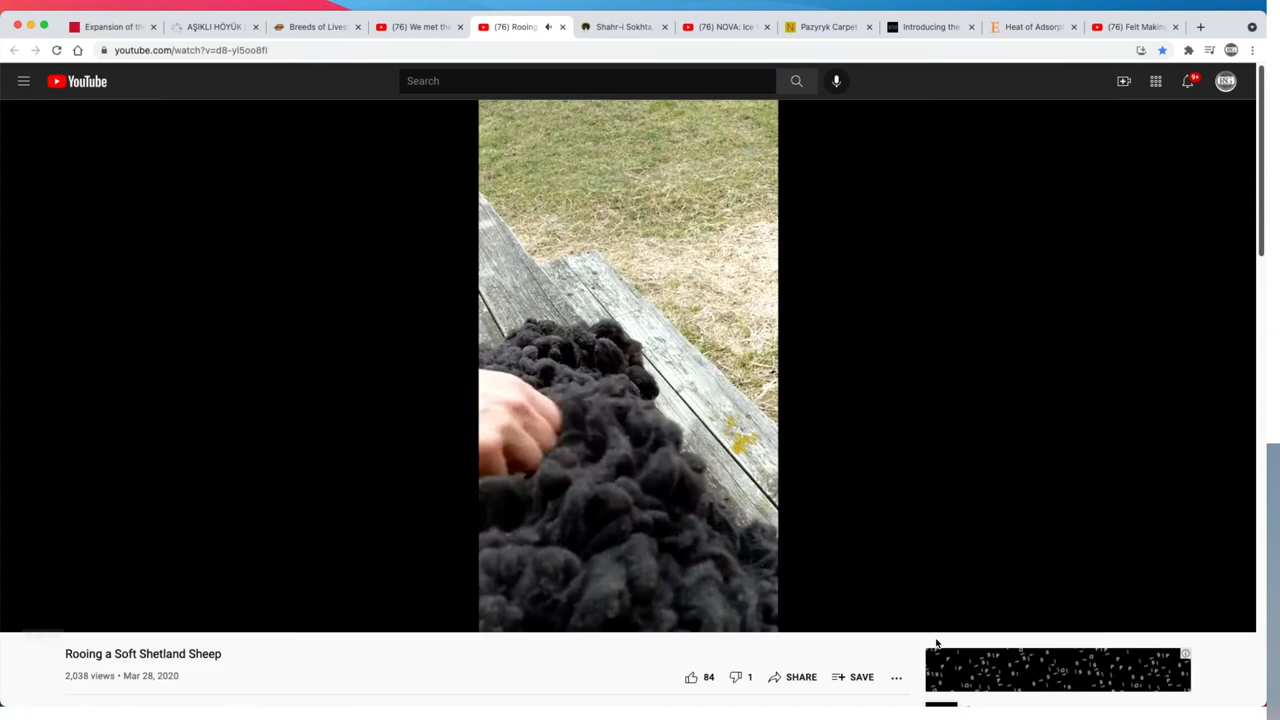 Expansion of th
AŞIKLI HÖYÜK
Breeds of Lives
(76) We met the
(76) Rooing
Shahr-i Sokhta,
(76) NOVA: Ice
Pazyryk Carpet
Introducing the
Heat of Adsorp
(76) Felt Making
youtube.com/watch?v=d8-yl5oo8fI
YouTube
Search
9+
Rooing a Soft Shetland Sheep
2,038 views • Mar 28, 2020
84
1
SHARE
SAVE